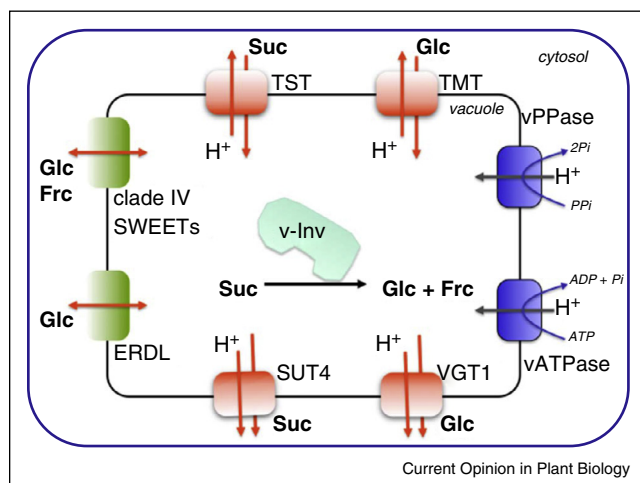 Suc
Glc
cytosol
TST
TMT
vacuole
vPPase
H+
H+
2Pi
H+
PPi
Glc
Frc
clade IV
SWEETs
v-Inv
Suc
Glc + Frc
ADP + Pi
H+
ATP
vATPase
Glc
ERDL
H+
SUT4
Suc
H+
VGT1
Glc
Current Opinion in Plant Biology